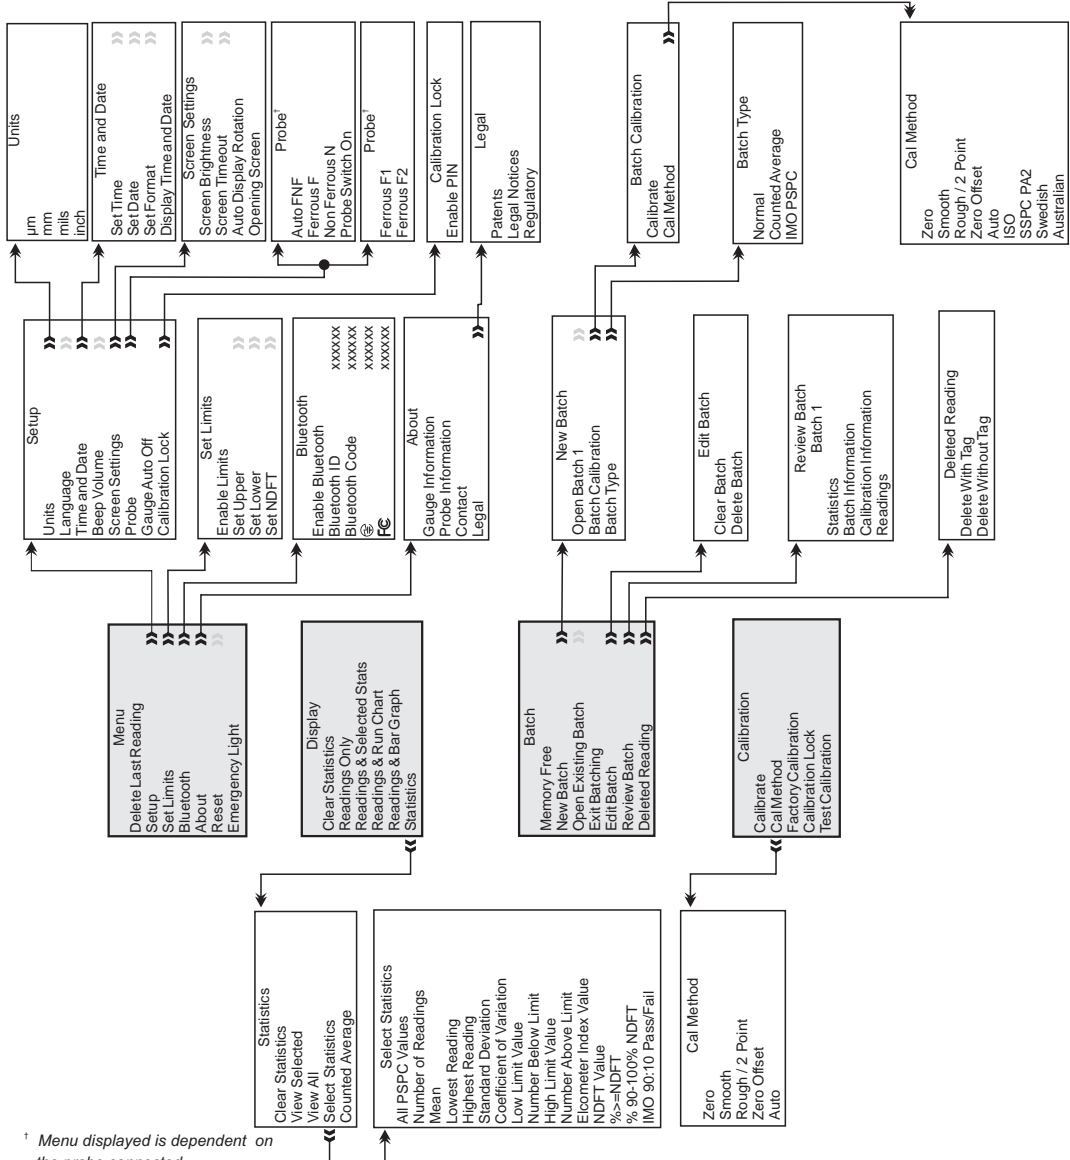 Units
µm
mm
mils
inch
Time and Date
Set Time
Set Date
Set Format
Display Time and Date
Screen Settings
Screen Brightness
Screen Timeout
Auto Display Rotation
Opening Screen
Probe†
Auto FNF
Ferrous F
Non Ferrous N
Probe Switch On
Probe†
Ferrous F1
Ferrous F2
Calibration Lock
Enable PIN
Legal
Patents
Legal Notices
Regulatory
Batch Calibration
Calibrate
Cal Method
Batch Type
Normal
Counted Average
IMO PSPC
Cal Method
Zero
Smooth
Rough / 2 Point
Zero Offset
Auto
ISO
SSPC PA2
Swedish
Australian
Setup
Units
Language
Time and Date
Beep Volume
Screen Settings
Probe
Gauge Auto Off
Calibration Lock
Set Limits
Enable Limits
Set Upper
Set Lower
Set NDFT
Bluetooth
Enable Bluetooth
Bluetooth ID xxxxxx
Bluetooth Code xxxxxx
xxxxxx
FC xxxxxx
About
Gauge Information
Probe Information
Contact
Legal
New Batch
Open Batch 1
Batch Calibration
Batch Type
Edit Batch
Clear Batch
Delete Batch
Review Batch
Batch 1
Statistics
Batch Information
Calibration Information
Readings
Deleted Reading
Delete With Tag
Delete Without Tag
Menu
Delete Last Reading
Setup
Set Limits
Bluetooth
About
Reset
Emergency Light
Display
Clear Statistics
Readings Only
Readings & Selected Stats
Readings & Run Chart
Readings & Bar Graph
Statistics
Batch
Memory Free
New Batch
Open Existing Batch
Exit Batching
Edit Batch
Review Batch
Deleted Reading
Calibration
Calibrate
Cal Method
Factory Calibration
Calibration Lock
Test Calibration
Statistics
Clear Statistics
View Selected
View All
Select Statistics
Counted Average
Select Statistics
All PSPC Values
Number of Readings
Mean
Lowest Reading
Highest Reading
Standard Deviation
Coefficient of Variation
Low Limit Value
Number Below Limit
High Limit Value
Number Above Limit
Elcometer Index Value
NDFT Value
%>=NDFT
% 90-100% NDFT
IMO 90:10 Pass/Fail
Cal Method
Zero
Smooth
Rough / 2 Point
Zero Offset
Auto
† Menu displayed is dependent on
the probe connected